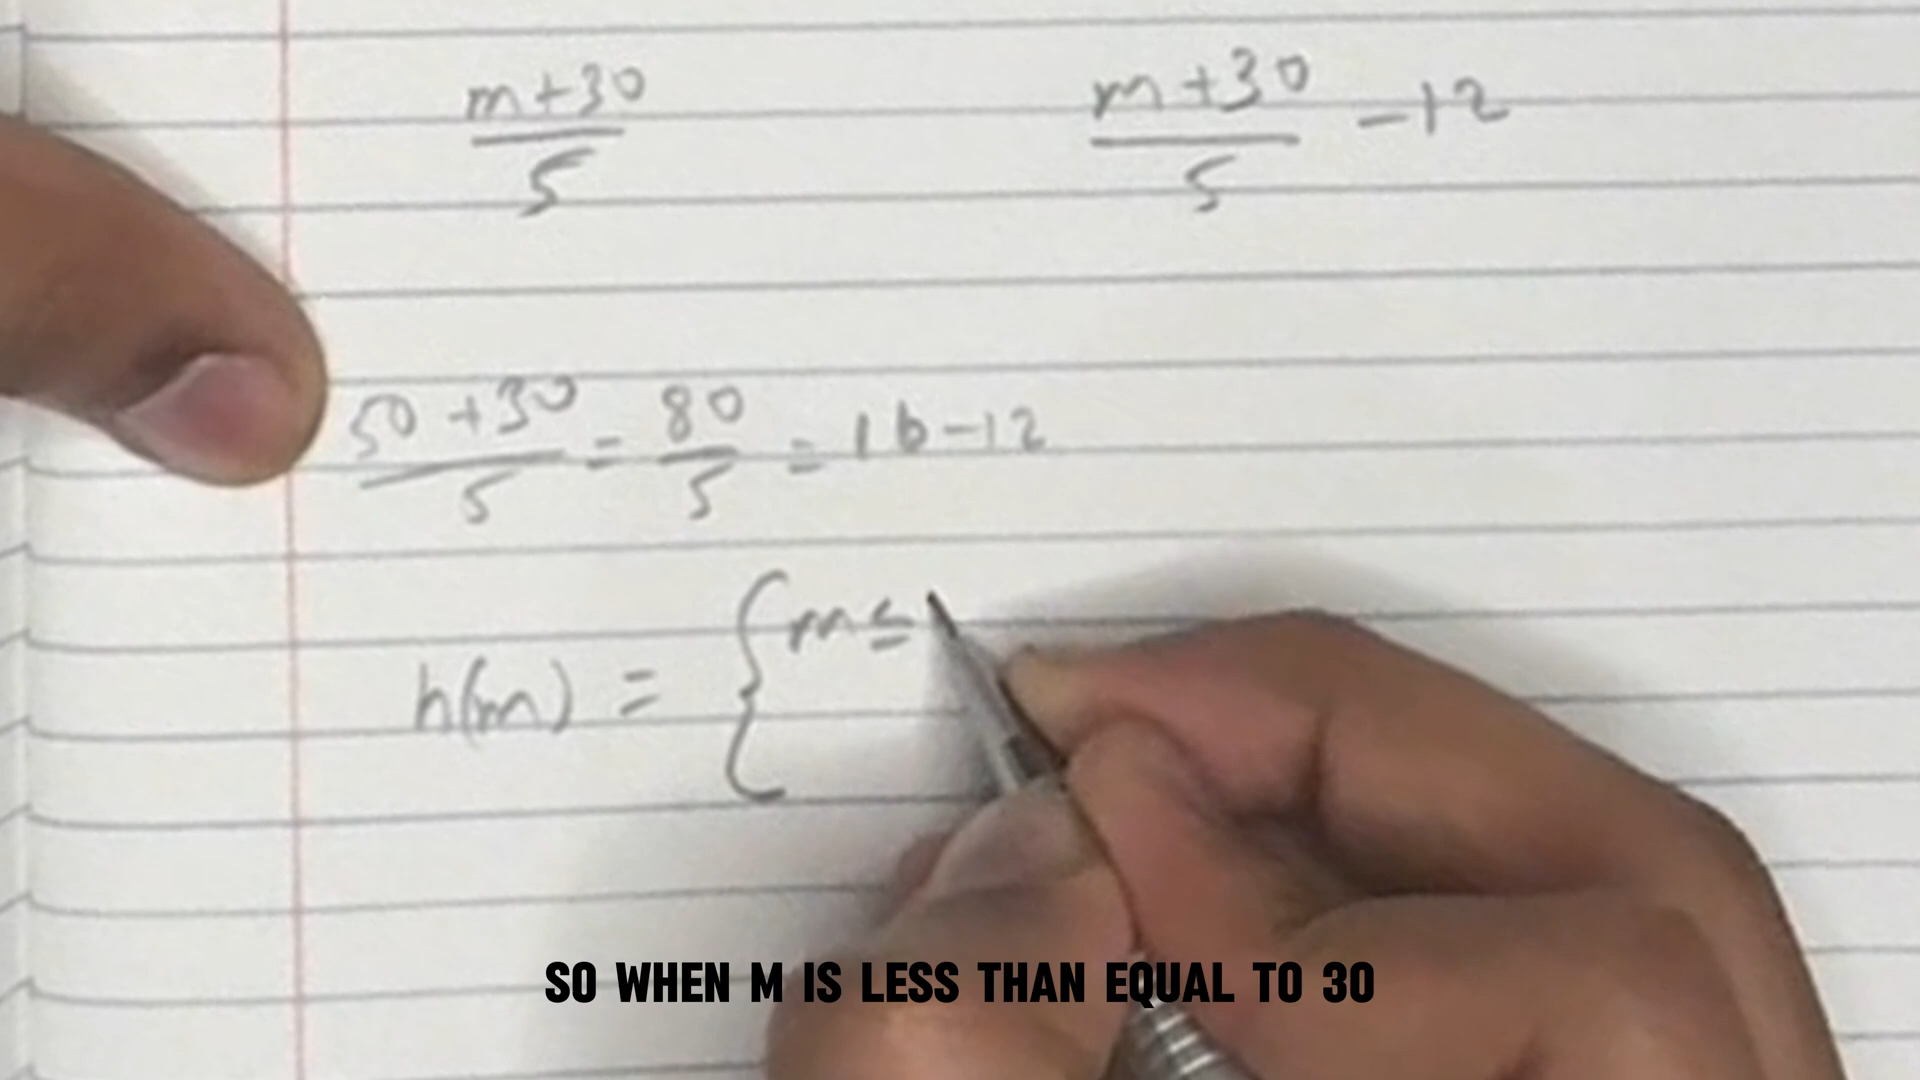 m+30
5
m+30
5
-12
50+30
5
=
80
5
= 16-12
h(m) = { m≤
SO WHEN M IS LESS THAN EQUAL TO 30